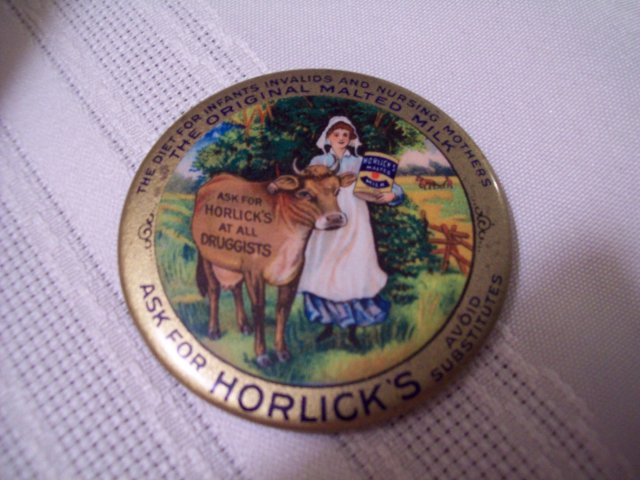 THE DIET FOR INFANTS INVALIDS AND NURSING MOTHERS
THE ORIGINAL MALTED MILK
HORLICK'S
MALTED
MILK
ASK FOR
HORLICK'S
AT ALL
DRUGGISTS
ASK FOR HORLICK'S
AVOID
SUBSTITUTES